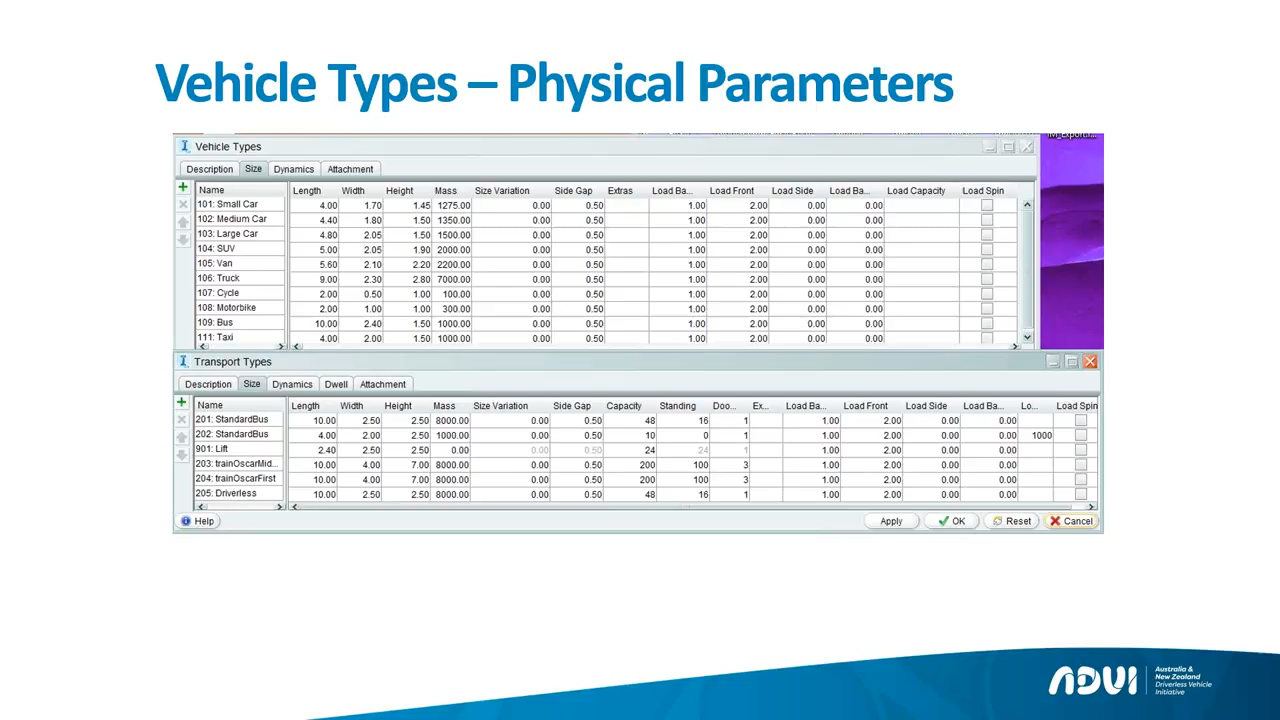 Vehicle Types – Physical Parameters
Vehicle Types
Description Size Dynamics Attachment
Name Length Width Height Mass Size Variation Side Gap Extras Load Ba... Load Front Load Side Load Ba... Load Capacity Load Spin
101: Small Car 4.00 1.70 1.45 1275.00 0.00 0.50 1.00 2.00 0.00 0.00
102: Medium Car 4.40 1.80 1.50 1350.00 0.00 0.50 1.00 2.00 0.00 0.00
103: Large Car 4.80 2.05 1.50 1500.00 0.00 0.50 1.00 2.00 0.00 0.00
104: SUV 5.00 2.05 1.90 2000.00 0.00 0.50 1.00 2.00 0.00 0.00
105: Van 5.60 2.10 2.20 2200.00 0.00 0.50 1.00 2.00 0.00 0.00
106: Truck 9.00 2.30 2.80 7000.00 0.00 0.50 1.00 2.00 0.00 0.00
107: Cycle 2.00 0.50 1.00 100.00 0.00 0.50 1.00 2.00 0.00 0.00
108: Motorbike 2.00 1.00 1.00 300.00 0.00 0.50 1.00 2.00 0.00 0.00
109: Bus 10.00 2.40 1.50 1000.00 0.00 0.50 1.00 2.00 0.00 0.00
111: Taxi 4.00 2.00 1.50 1000.00 0.00 0.50 1.00 2.00 0.00 0.00
Transport Types
Description Size Dynamics Dwell Attachment
Name Length Width Height Mass Size Variation Side Gap Capacity Standing Doo... Ex... Load Ba... Load Front Load Side Load Ba... Lo... Load Spin
201: StandardBus 10.00 2.50 2.50 8000.00 0.00 0.50 48 16 1 1.00 2.00 0.00 0.00
202: StandardBus 4.00 2.00 2.50 1000.00 0.00 0.50 10 0 1 1.00 2.00 0.00 0.00 1000
901: Lift 2.40 2.50 2.50 0.00 0.00 0.50 24 24 1 1.00 2.00 0.00 0.00
203: trainOscarMid... 10.00 4.00 7.00 8000.00 0.00 0.50 200 100 3 1.00 2.00 0.00 0.00
204: trainOscarFirst 10.00 4.00 7.00 8000.00 0.00 0.50 200 100 3 1.00 2.00 0.00 0.00
205: Driverless 10.00 2.50 2.50 8000.00 0.00 0.50 48 16 1 1.00 2.00 0.00 0.00
Help Apply OK Reset Cancel
ADVI
Australia &
New Zealand
Driverless Vehicle
Initiative